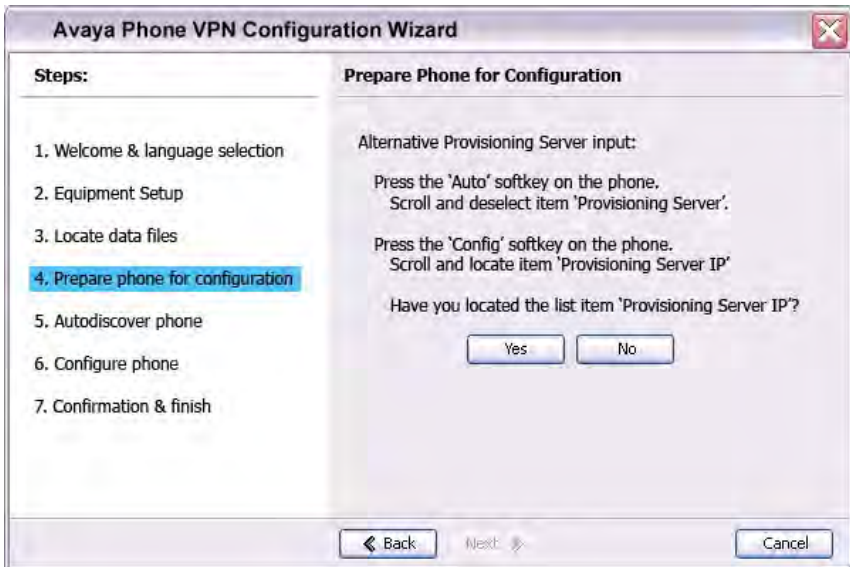 Avaya Phone VPN Configuration Wizard
Steps:
1. Welcome & language selection
2. Equipment Setup
3. Locate data files
4. Prepare phone for configuration
5. Autodiscover phone
6. Configure phone
7. Confirmation & finish
Prepare Phone for Configuration
Alternative Provisioning Server input:
Press the 'Auto' softkey on the phone.
Scroll and deselect item 'Provisioning Server'.
Press the 'Config' softkey on the phone.
Scroll and locate item 'Provisioning Server IP'
Have you located the list item 'Provisioning Server IP'?
Yes
No
Back
Next
Cancel